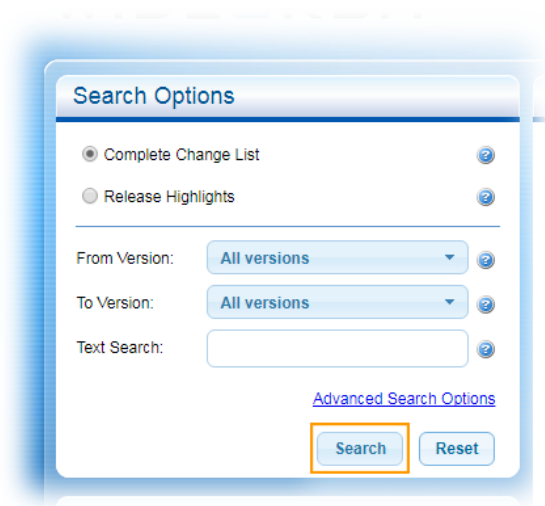 Search Options
Complete Change List
Release Highlights
From Version: All versions
To Version: All versions
Text Search:
Advanced Search Options
Search Reset